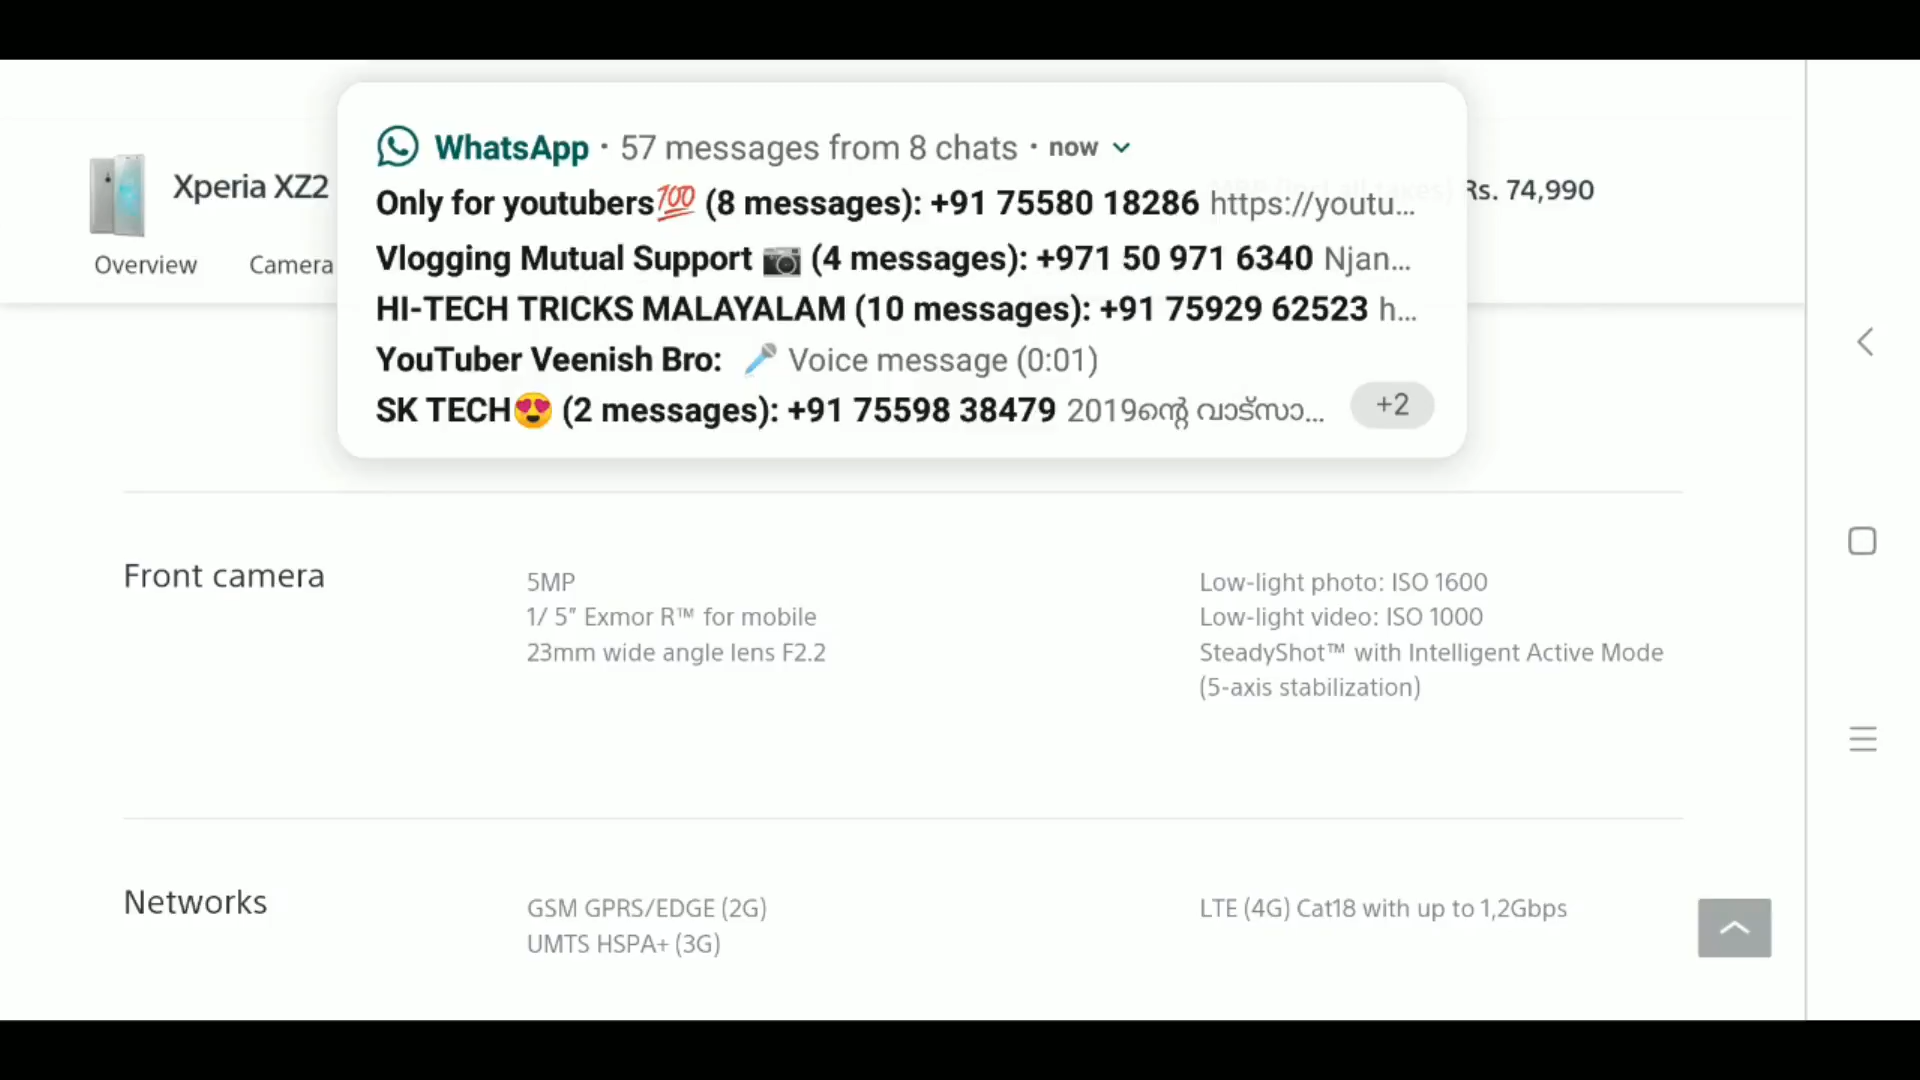 WhatsApp · 57 messages from 8 chats · now
Only for youtubers💯 (8 messages): +91 75580 18286 https://youtu...
Vlogging Mutual Support 📷 (4 messages): +971 50 971 6340 Njan...
HI-TECH TRICKS MALAYALAM (10 messages): +91 75929 62523 h...
YouTuber Veenish Bro: 🎤 Voice message (0:01)
SK TECH😍 (2 messages): +91 75598 38479 2019ന്റെ വാട്സാ...
+2
Xperia XZ2
Rs. 74,990
Overview
Camera
Front camera
5MP
1/ 5” Exmor R™ for mobile
23mm wide angle lens F2.2
Low-light photo: ISO 1600
Low-light video: ISO 1000
SteadyShot™ with Intelligent Active Mode
(5-axis stabilization)
Networks
GSM GPRS/EDGE (2G)
UMTS HSPA+ (3G)
LTE (4G) Cat18 with up to 1,2Gbps